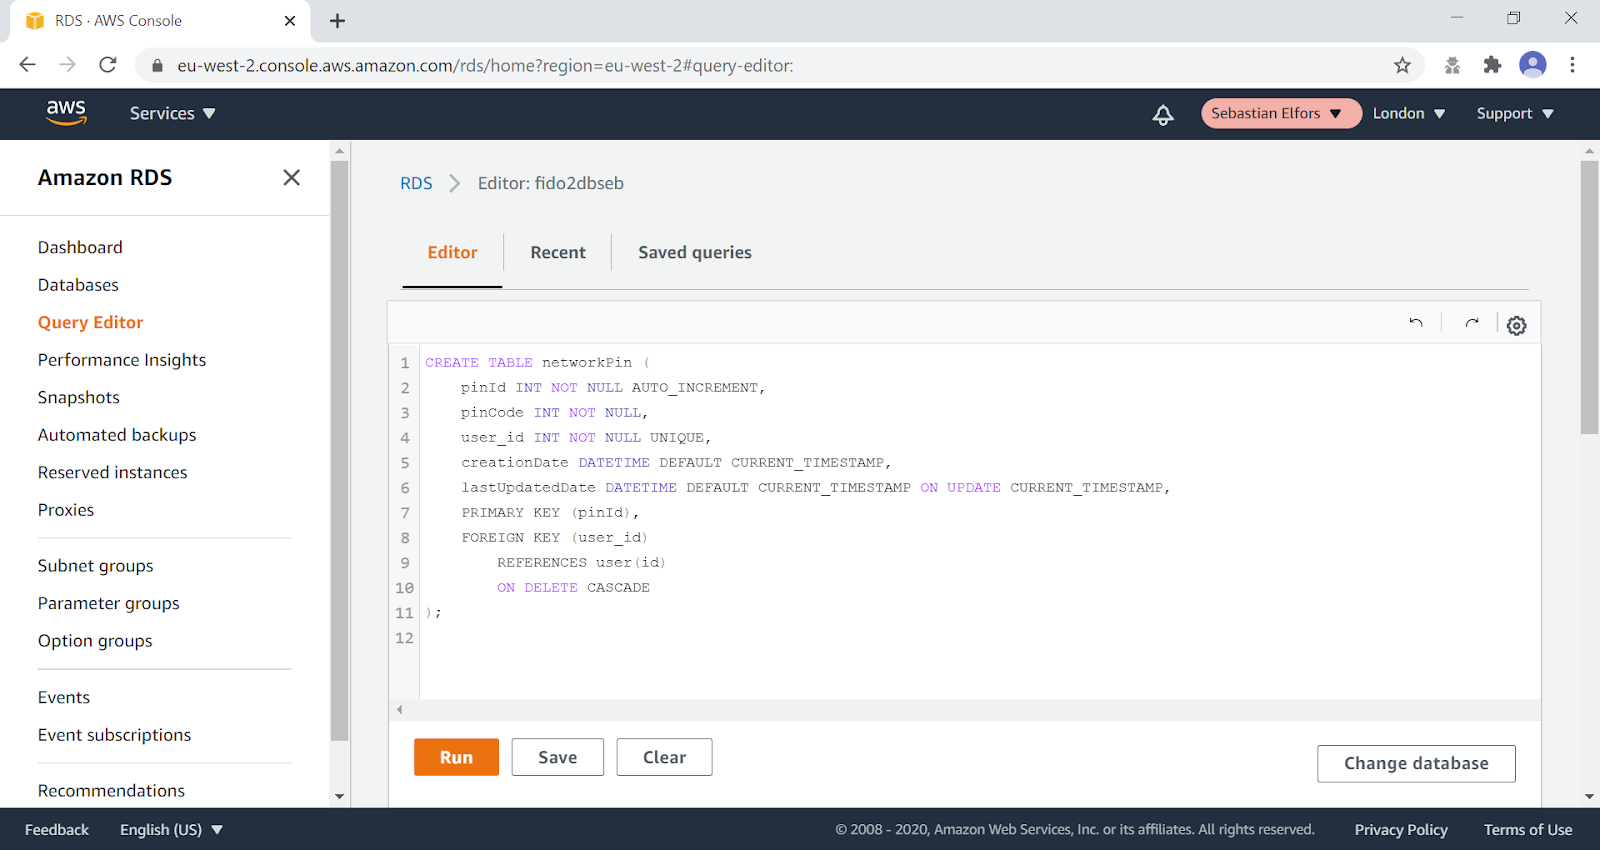 RDS · AWS Console
eu-west-2.console.aws.amazon.com/rds/home?region=eu-west-2#query-editor:
aws
Services
Sebastian Elfors
London
Support
Amazon RDS
Dashboard
Databases
Query Editor
Performance Insights
Snapshots
Automated backups
Reserved instances
Proxies
Subnet groups
Parameter groups
Option groups
Events
Event subscriptions
Recommendations
RDS
Editor: fido2dbseb
Editor
Recent
Saved queries
1 CREATE TABLE networkPin (
2 pinId INT NOT NULL AUTO_INCREMENT,
3 pinCode INT NOT NULL,
4 user_id INT NOT NULL UNIQUE,
5 creationDate DATETIME DEFAULT CURRENT_TIMESTAMP,
6 lastUpdatedDate DATETIME DEFAULT CURRENT_TIMESTAMP ON UPDATE CURRENT_TIMESTAMP,
7 PRIMARY KEY (pinId),
8 FOREIGN KEY (user_id)
9 REFERENCES user(id)
10 ON DELETE CASCADE
11 );
12
Run
Save
Clear
Change database
Feedback
English (US)
© 2008 - 2020, Amazon Web Services, Inc. or its affiliates. All rights reserved.
Privacy Policy
Terms of Use